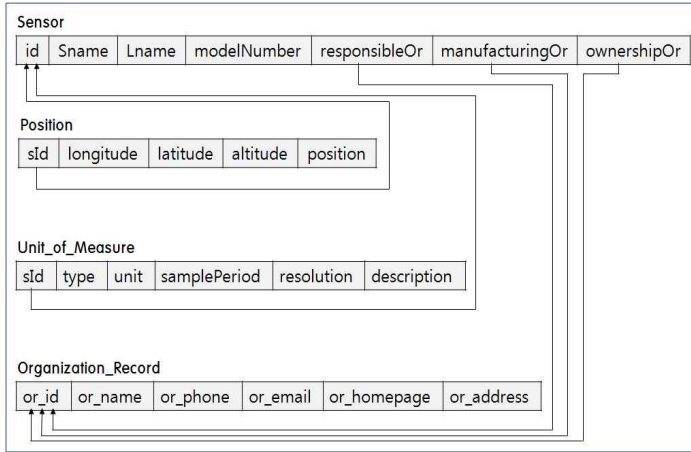 Sensor
id Sname Lname modelNumber responsibleOr manufacturingOr ownershipOr
Position
sId longitude latitude altitude position
Unit_of_Measure
sId type unit samplePeriod resolution description
Organization_Record
or_id or_name or_phone or_email or_homepage or_address